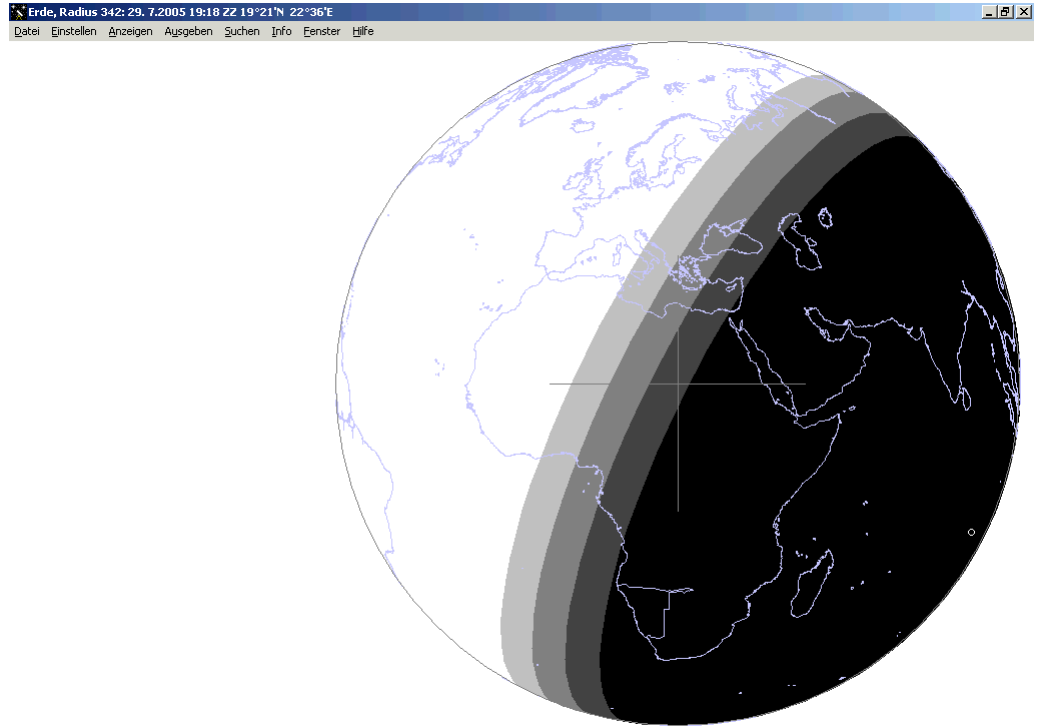 Erde, Radius 342: 29. 7.2005 19:18 ZZ 19°21'N 22°36'E
Datei Einstellen Anzeigen Ausgeben Suchen Info Fenster Hilfe